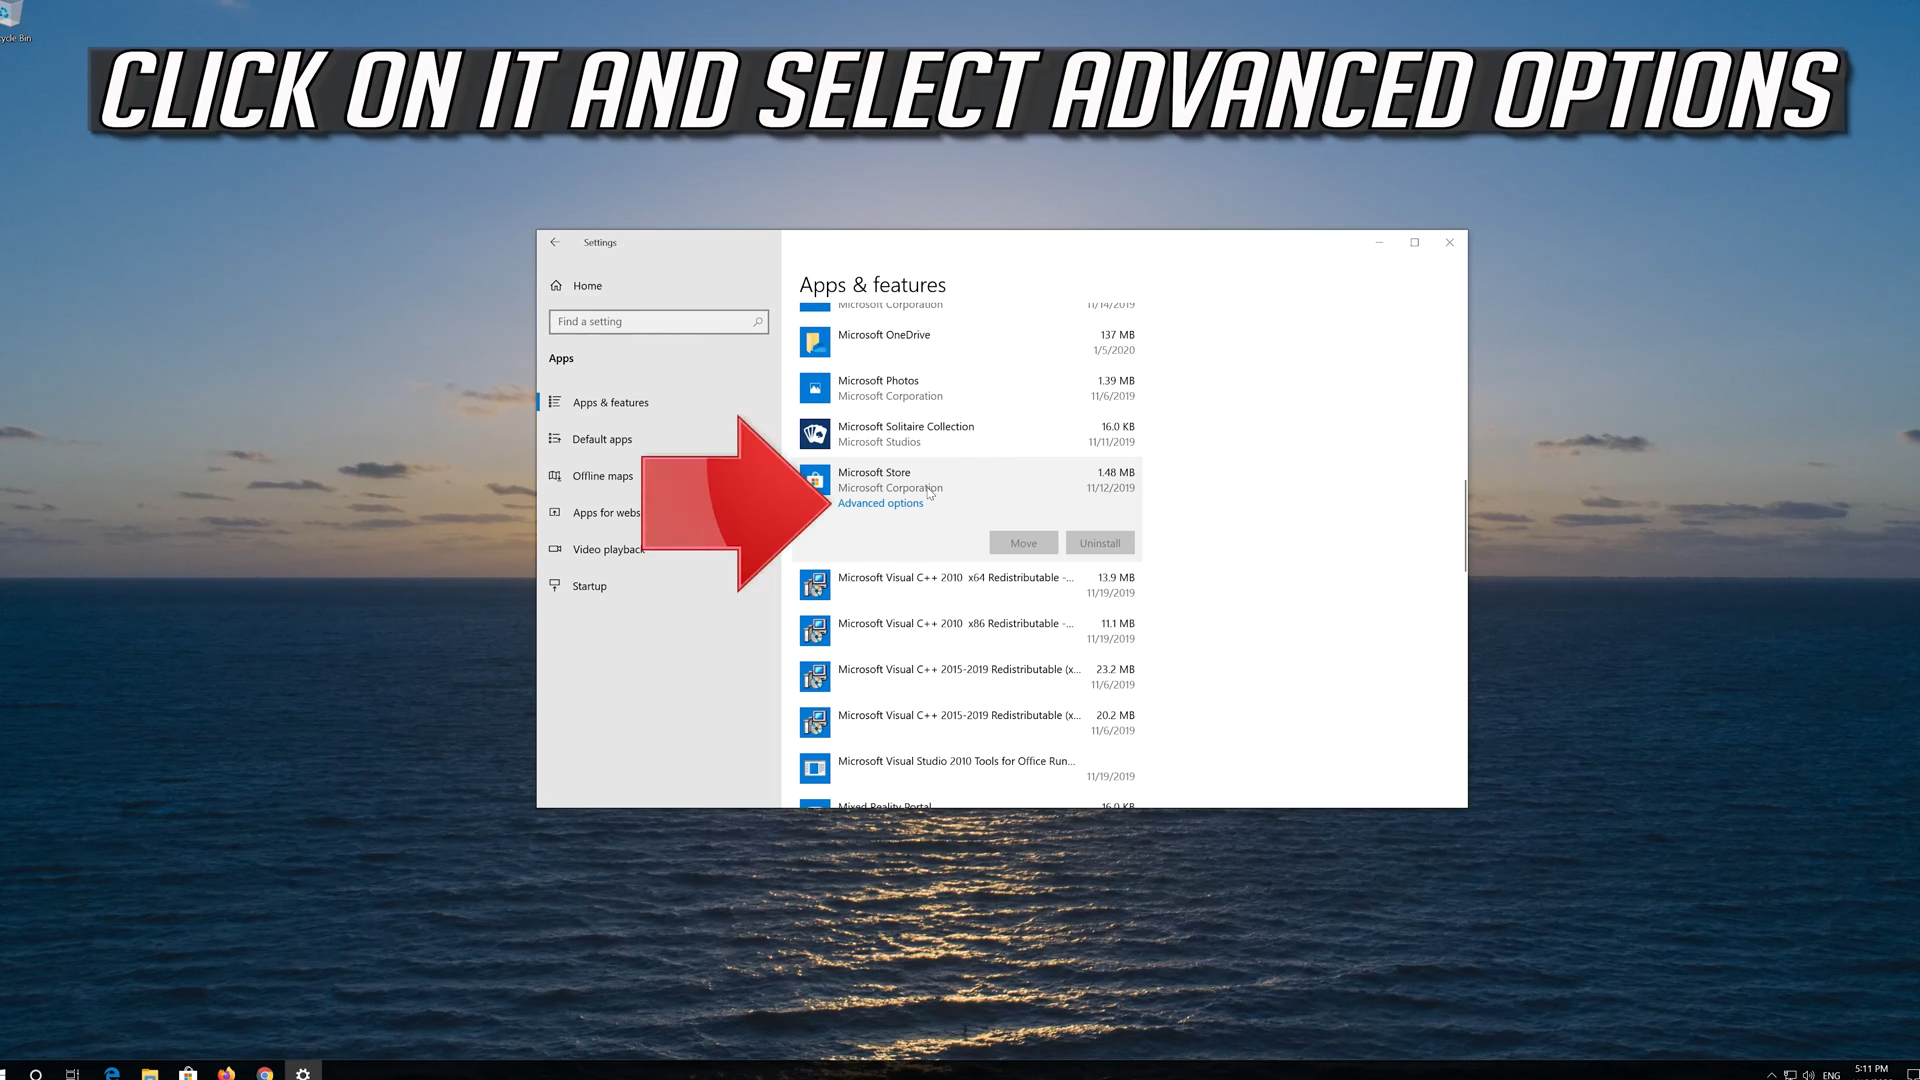 cycle Bin
CLICK ON IT AND SELECT ADVANCED OPTIONS
Settings
Home
Find a setting
Apps
Apps & features
Default apps
Offline maps
Apps for webs
Video playback
Startup
Apps & features
Microsoft Corporation 11/14/2019
Microsoft OneDrive 137 MB
1/5/2020
Microsoft Photos 1.39 MB
Microsoft Corporation 11/6/2019
Microsoft Solitaire Collection 16.0 KB
Microsoft Studios 11/11/2019
Microsoft Store 1.48 MB
Microsoft Corporation 11/12/2019
Advanced options
Move Uninstall
Microsoft Visual C++ 2010 x64 Redistributable -... 13.9 MB
11/19/2019
Microsoft Visual C++ 2010 x86 Redistributable -... 11.1 MB
11/19/2019
Microsoft Visual C++ 2015-2019 Redistributable (x... 23.2 MB
11/6/2019
Microsoft Visual C++ 2015-2019 Redistributable (x... 20.2 MB
11/6/2019
Microsoft Visual Studio 2010 Tools for Office Run...
11/19/2019
Mixed Reality Portal 16.0 KB
ENG
5:11 PM